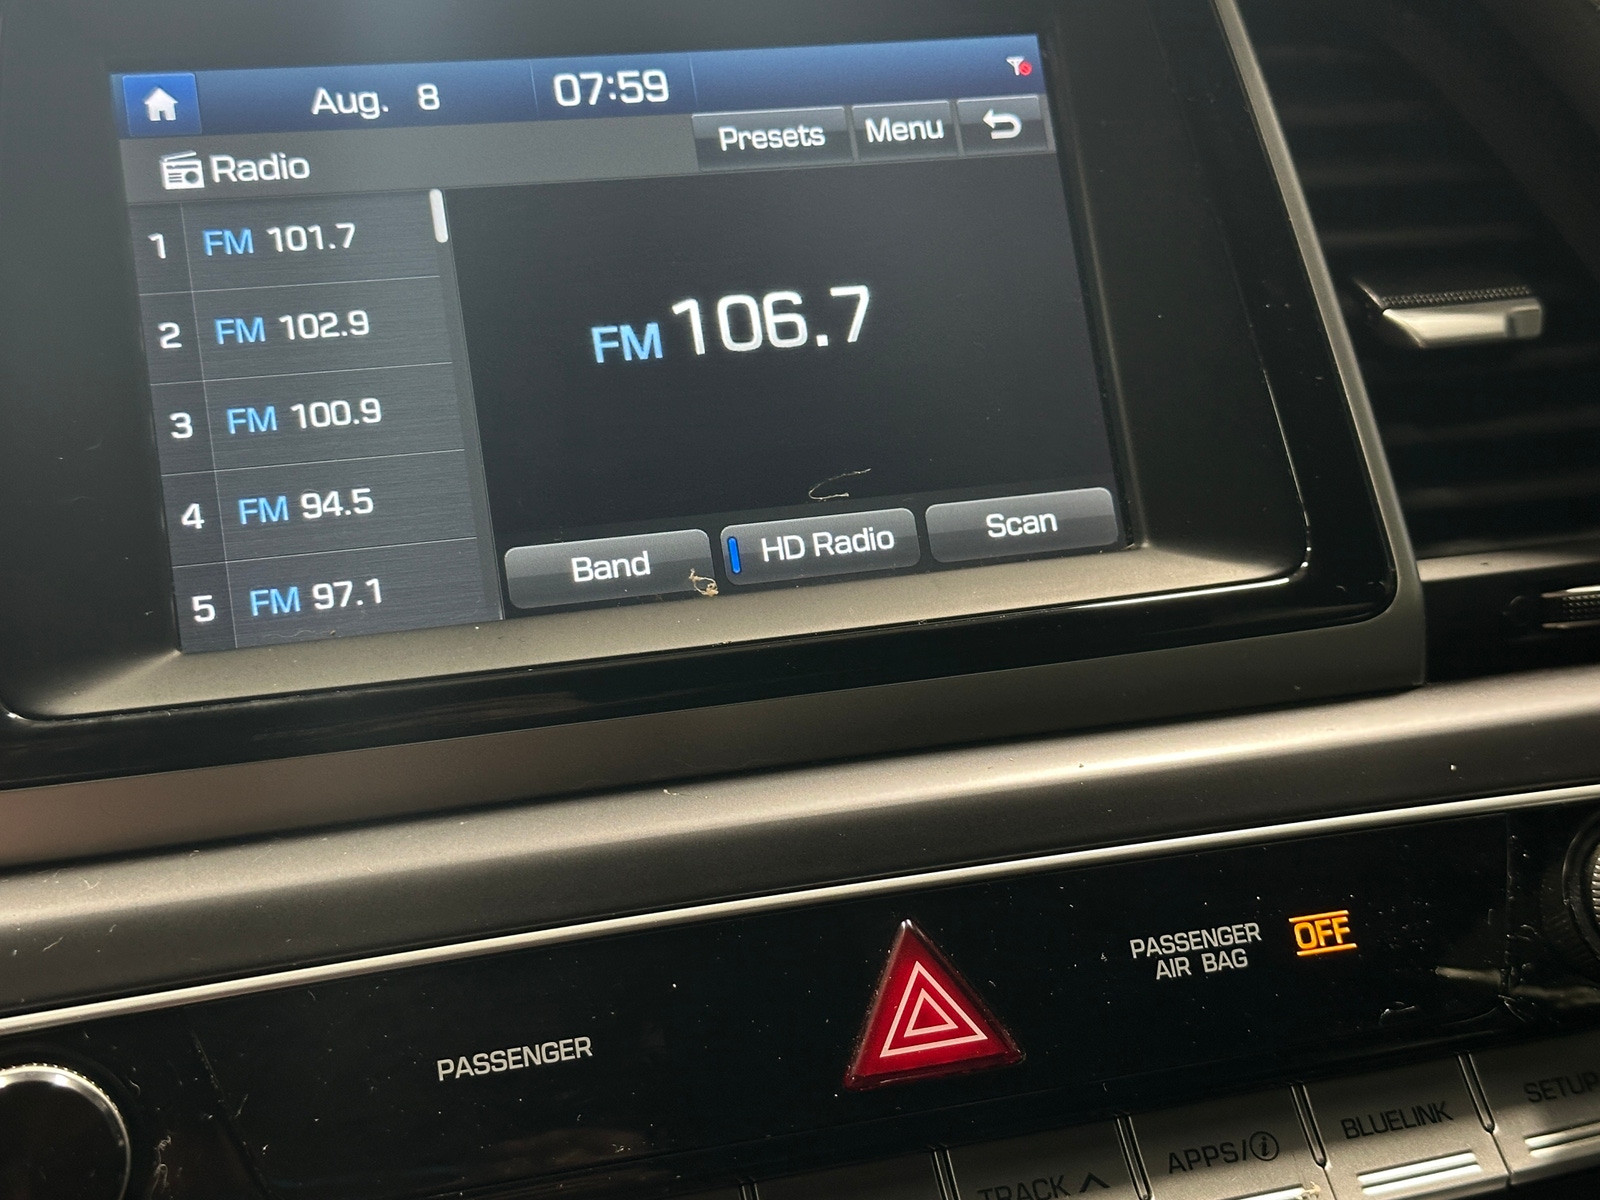 Aug. 8 07:59
Presets Menu
Radio
1 FM 101.7
2 FM 102.9
3 FM 100.9
4 FM 94.5
5 FM 97.1
FM 106.7
Band HD Radio Scan
PASSENGER
AIR BAG OFF
PASSENGER
TRACK
APPS/i
BLUELINK
SETUP